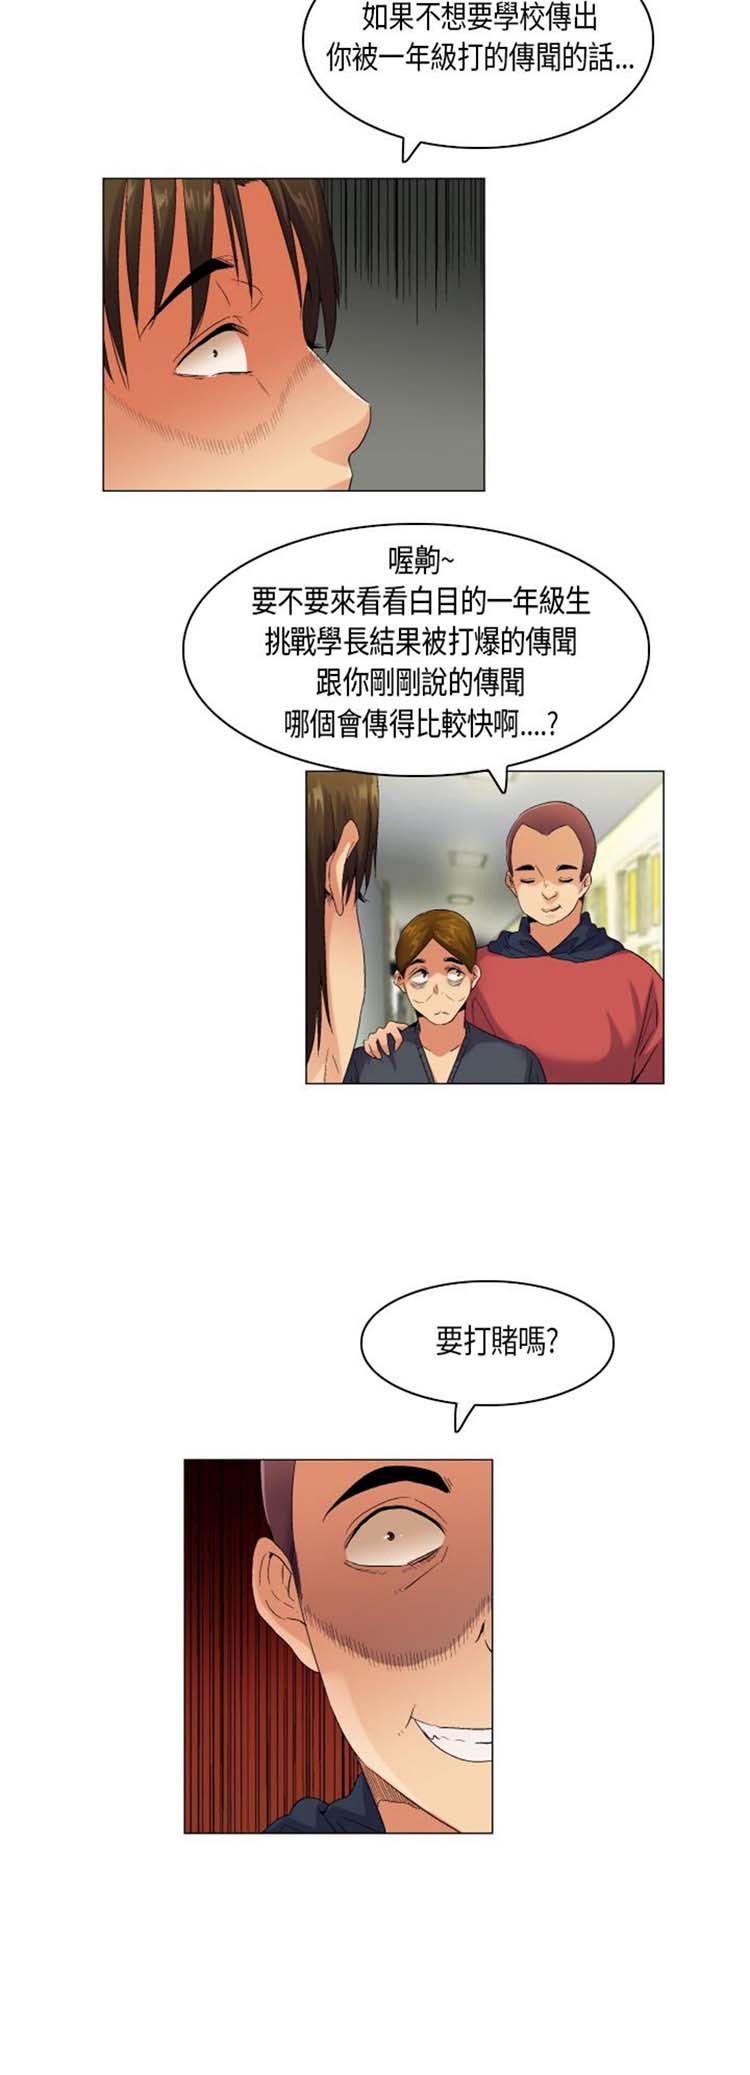 如果不想要學校傳出
你被一年級打的傳聞的話...
喔齁~
要不要來看看白目的一年級生
挑戰學長結果被打爆的傳聞
跟你剛剛說的傳聞
哪個會傳得比較快啊....?
要打賭嗎?